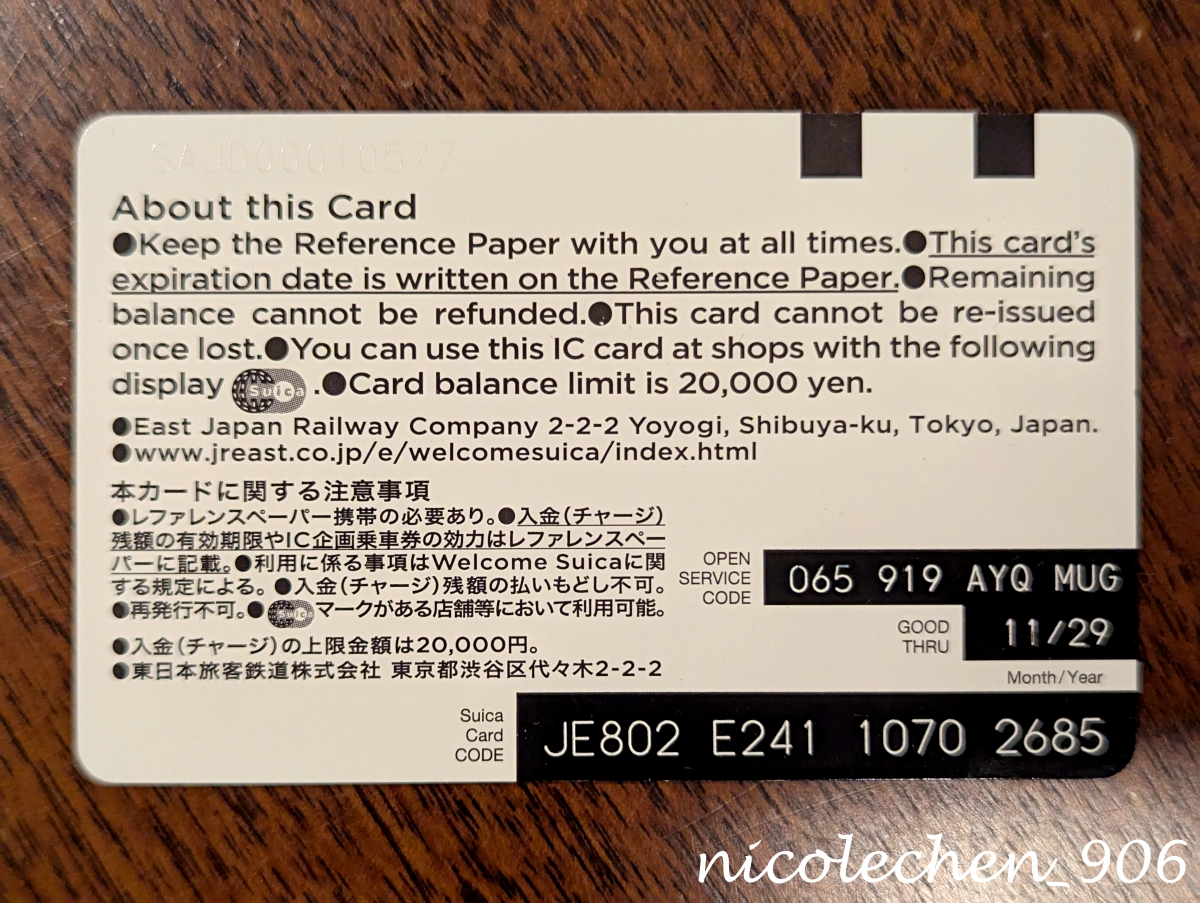 SAJD00010577
About this Card
●Keep the Reference Paper with you at all times.●This card's
expiration date is written on the Reference Paper.●Remaining
balance cannot be refunded.●This card cannot be re-issued
once lost.●You can use this IC card at shops with the following
display Suica .●Card balance limit is 20,000 yen.
●East Japan Railway Company 2-2-2 Yoyogi, Shibuya-ku, Tokyo, Japan.
●www.jreast.co.jp/e/welcomesuica/index.html
本カードに関する注意事項
●レファレンスペーパー携帯の必要あり。●入金(チャージ)
残額の有効期限やIC企画乗車券の効力はレファレンスペー
パーに記載。●利用に係る事項はWelcome Suicaに関
する規定による。●入金(チャージ)残額の払いもどし不可。
●再発行不可。●Suicaマークがある店舗等において利用可能。
●入金(チャージ)の上限金額は20,000円。
●東日本旅客鉄道株式会社 東京都渋谷区代々木2-2-2
OPEN
SERVICE
CODE
065 919 AYQ MUG
GOOD
THRU
11/29
Month/Year
Suica
Card
CODE
JE802 E241 1070 2685
nicolechen_906